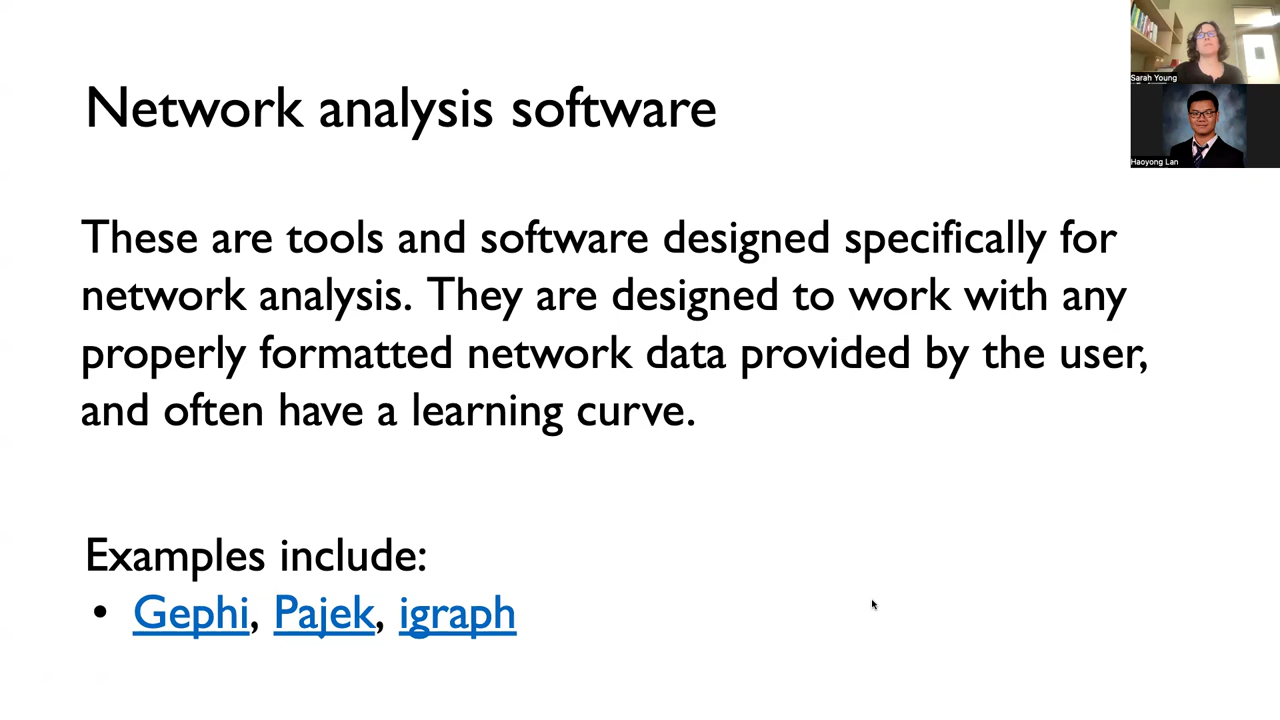 Network analysis software
Sarah Young
Haoyong Lan
These are tools and software designed specifically for
network analysis. They are designed to work with any
properly formatted network data provided by the user,
and often have a learning curve.
Examples include:
• Gephi, Pajek, igraph